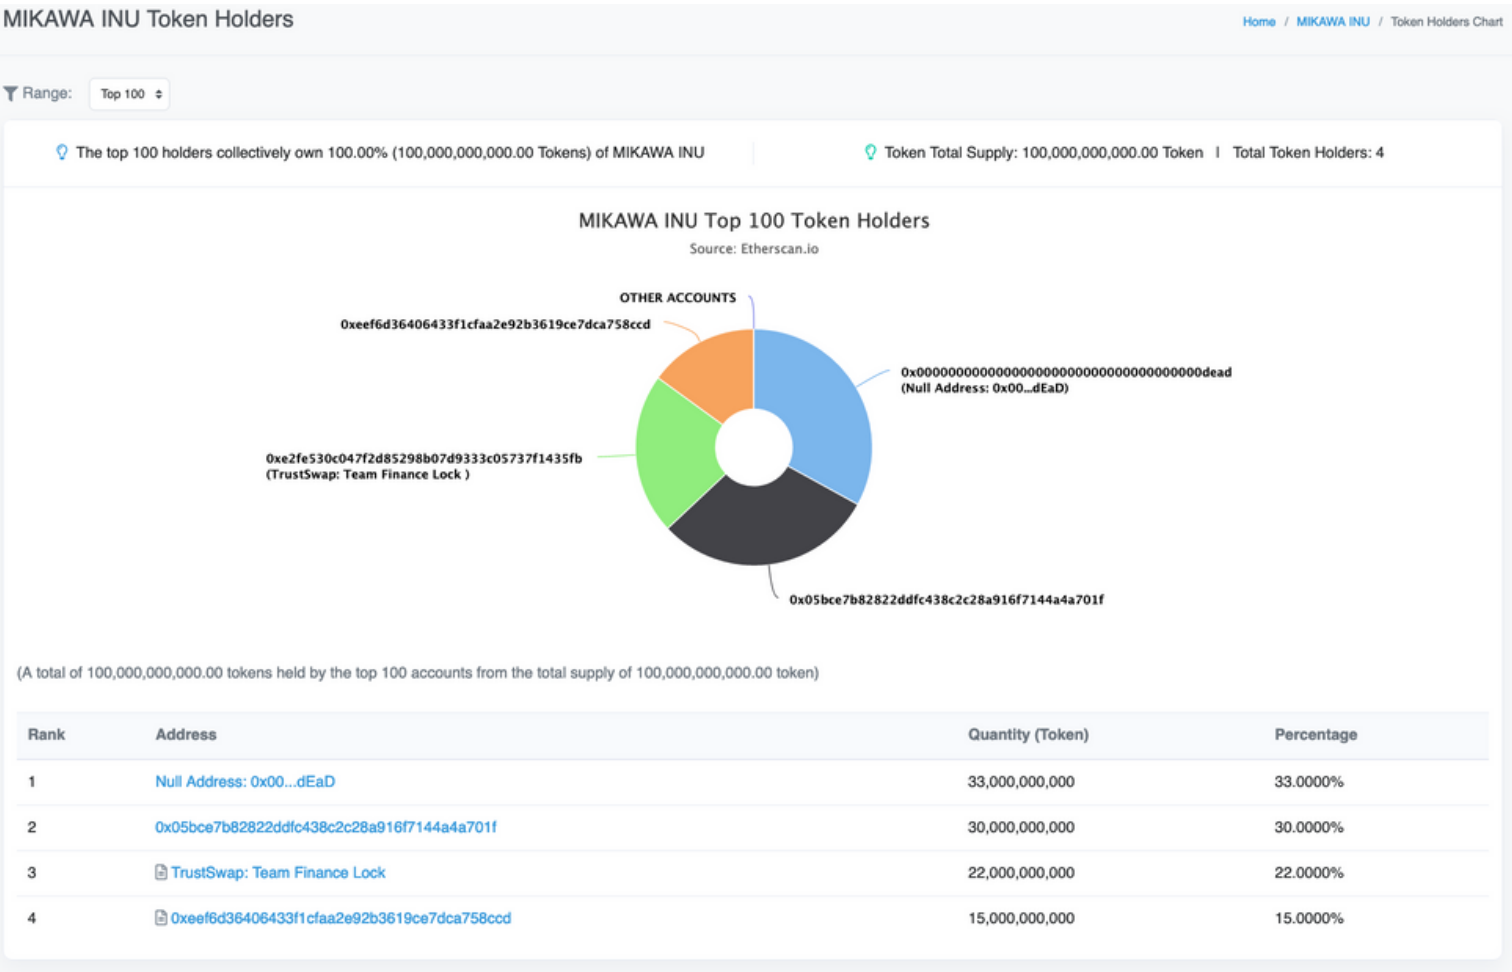 MIKAWA INU Token Holders
Home / MIKAWA INU / Token Holders Chart
Range: Top 100
The top 100 holders collectively own 100.00% (100,000,000,000.00 Tokens) of MIKAWA INU
Token Total Supply: 100,000,000,000.00 Token | Total Token Holders: 4
MIKAWA INU Top 100 Token Holders
Source: Etherscan.io
OTHER ACCOUNTS
0xeef6d36406433f1cfaa2e92b3619ce7dca758ccd
0x000000000000000000000000000000000000dead
(Null Address: 0x00...dEaD)
0xe2fe530c047f2d85298b07d9333c05737f1435fb
(TrustSwap: Team Finance Lock )
0x05bce7b82822ddfc438c2c28a916f7144a4a701f
(A total of 100,000,000,000.00 tokens held by the top 100 accounts from the total supply of 100,000,000,000.00 token)
Rank Address Quantity (Token) Percentage
1 Null Address: 0x00...dEaD 33,000,000,000 33.0000%
2 0x05bce7b82822ddfc438c2c28a916f7144a4a701f 30,000,000,000 30.0000%
3 TrustSwap: Team Finance Lock 22,000,000,000 22.0000%
4 0xeef6d36406433f1cfaa2e92b3619ce7dca758ccd 15,000,000,000 15.0000%